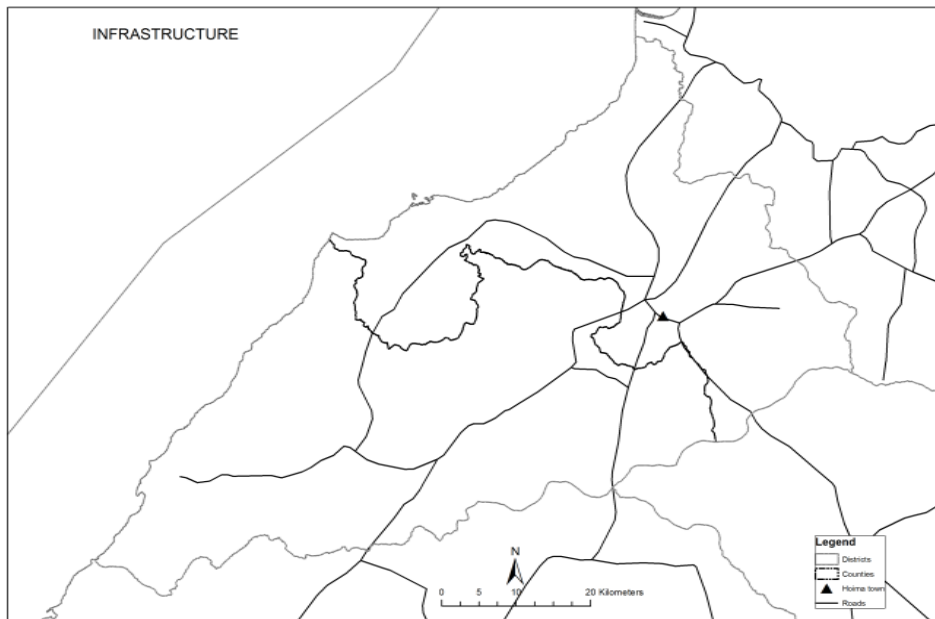 INFRASTRUCTURE
N
0 5 10 20 Kilometers
Legend
Districts
Counties
Hoima town
Roads